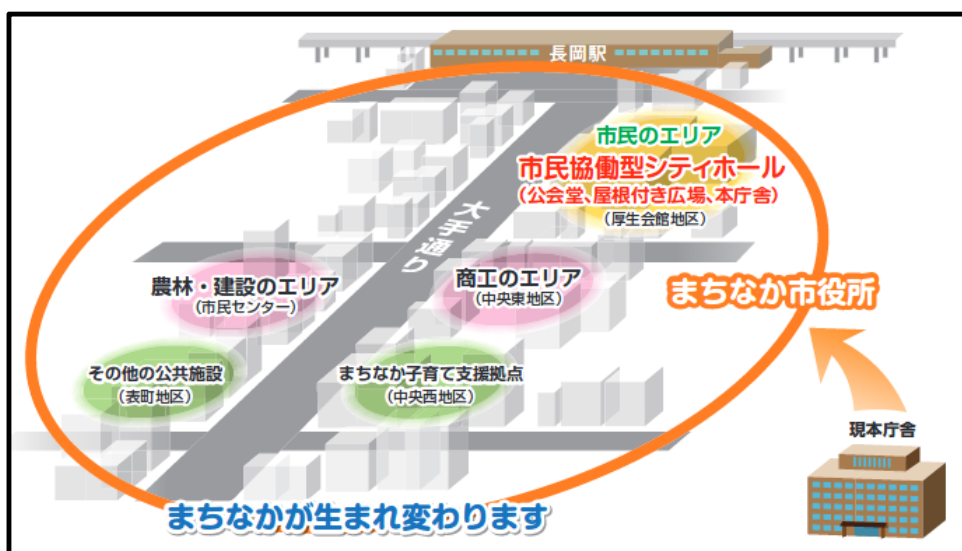 長岡駅
市民のエリア
市民協働型シティホール
（公会堂、屋根付き広場、本庁舎）
（厚生会館地区）
大手通り
農林・建設のエリア
（市民センター）
商工のエリア
（中央東地区）
まちなか市役所
その他の公共施設
（表町地区）
まちなか子育て支援拠点
（中央西地区）
現本庁舎
まちなかが生まれ変わります